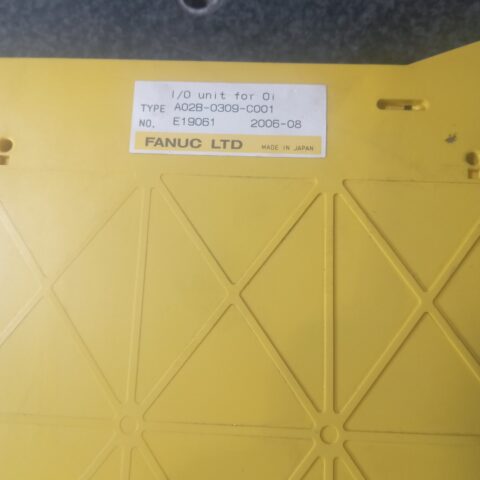 I/O unit for 0i
TYPE A02B-0309-C001
NO. E19061 2006-08
FANUC LTD MADE IN JAPAN